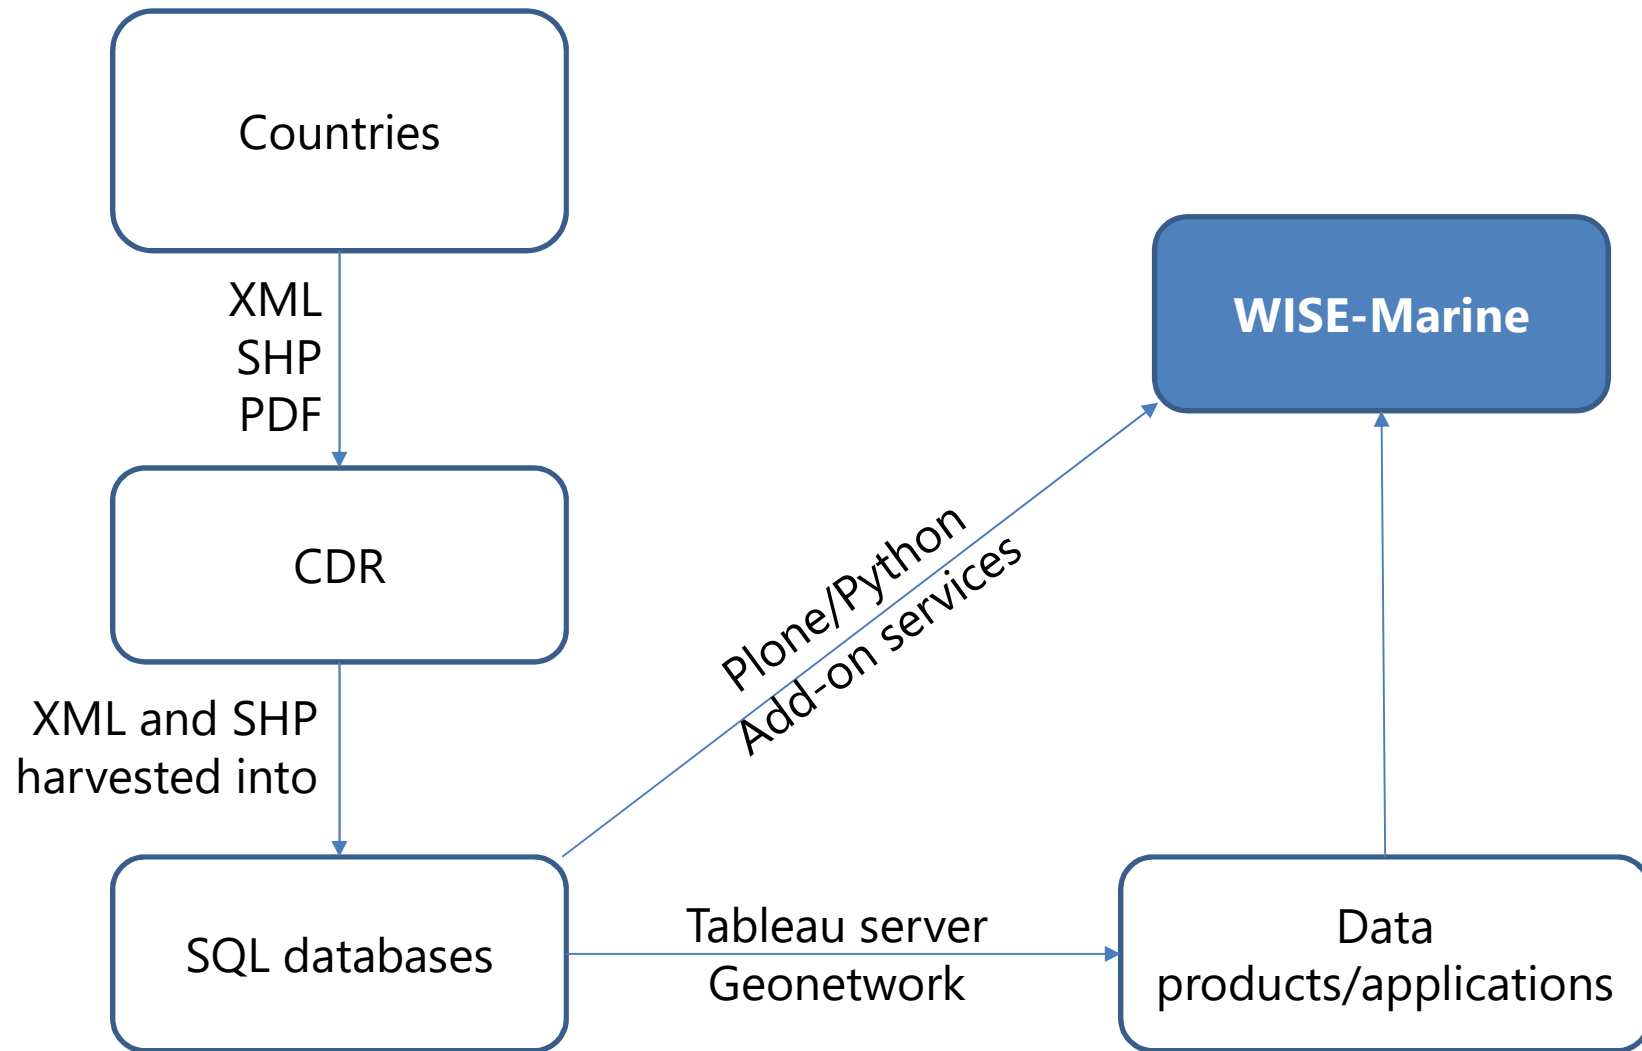 Countries
XML
SHP
PDF
WISE-Marine
CDR
Plone/Python
Add-on services
XML and SHP
harvested into
SQL databases
Tableau server
Geonetwork
Data
products/applications